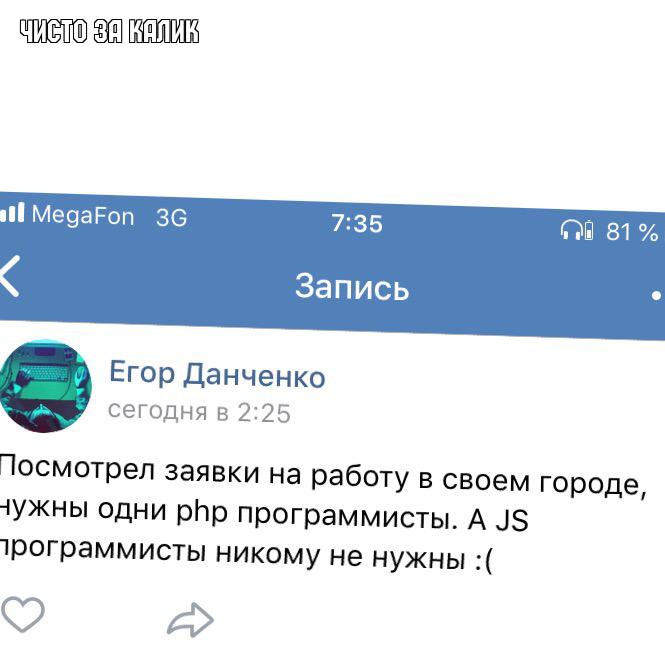 ЧИСТО ЗА КАЛИК
MegaFon 3G 7:35 81 %
Запись
Егор Данченко
сегодня в 2:25
Посмотрел заявки на работу в своем городе,
нужны одни php программисты. А JS
программисты никому не нужны :(